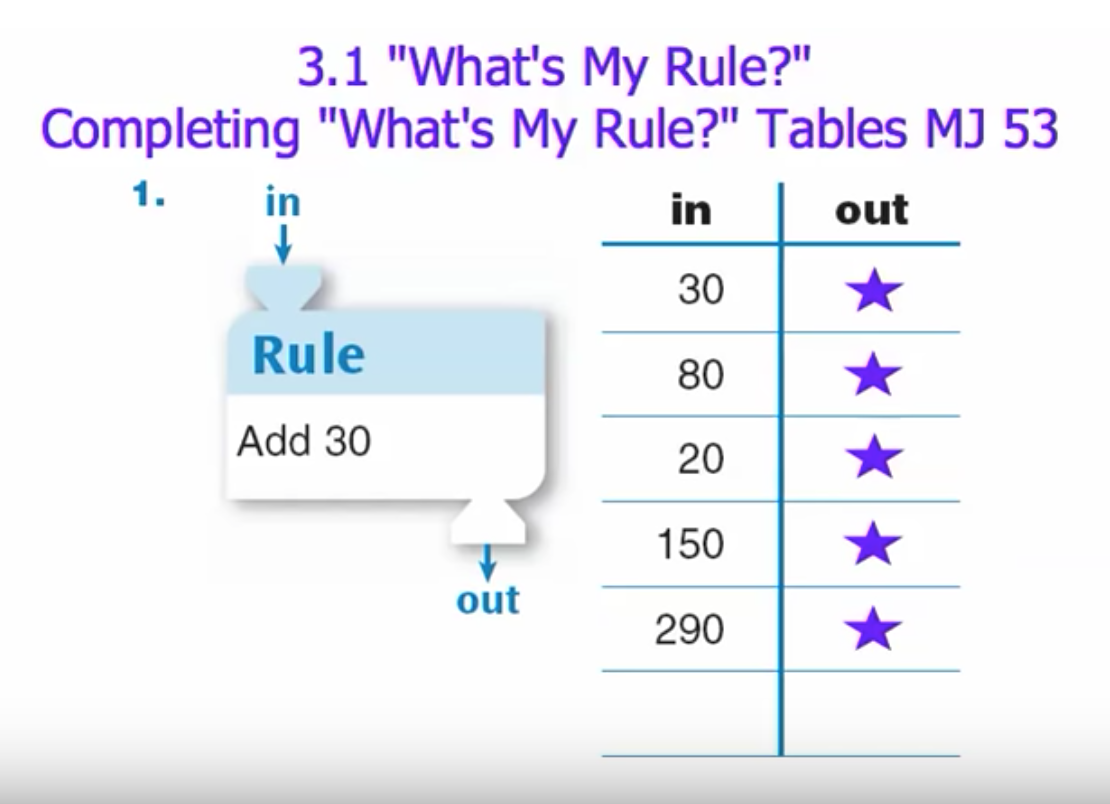 3.1 "What's My Rule?"
Completing "What's My Rule?" Tables MJ 53
1.
in
Rule
Add 30
out
in out
30
80
20
150
290